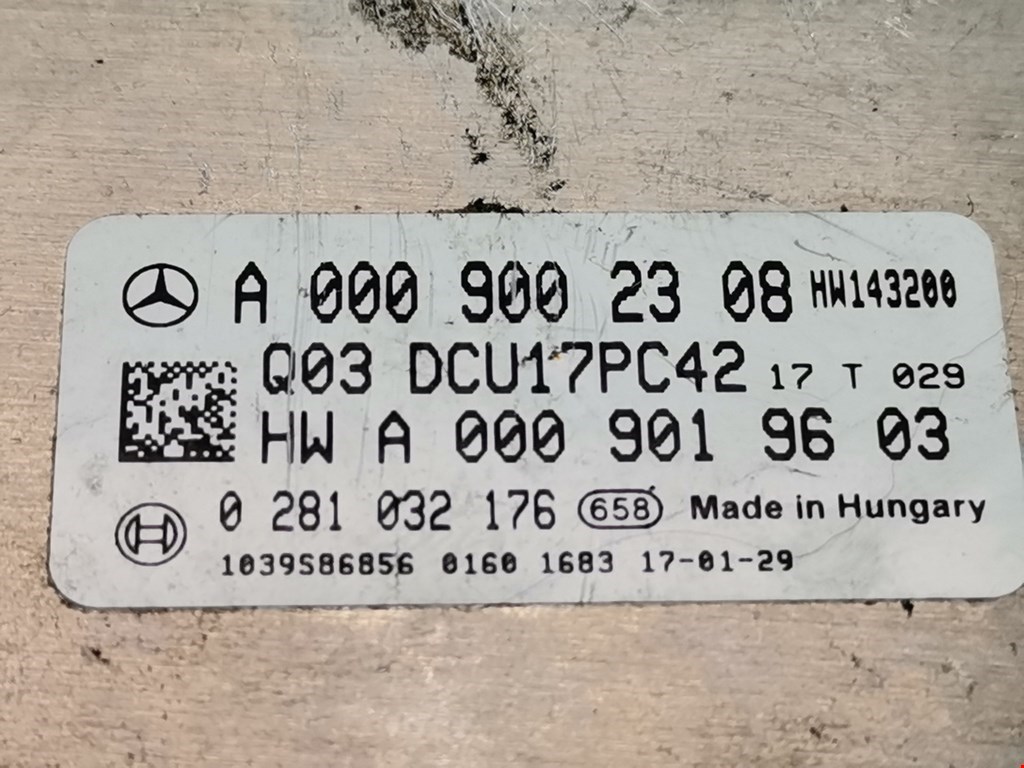 A 000 900 23 08 HW143200
Q03 DCU17PC42 17 T 029
HW A 000 901 96 03
0 281 032 176 658 Made in Hungary
1039S86856 0160 1683 17-01-29